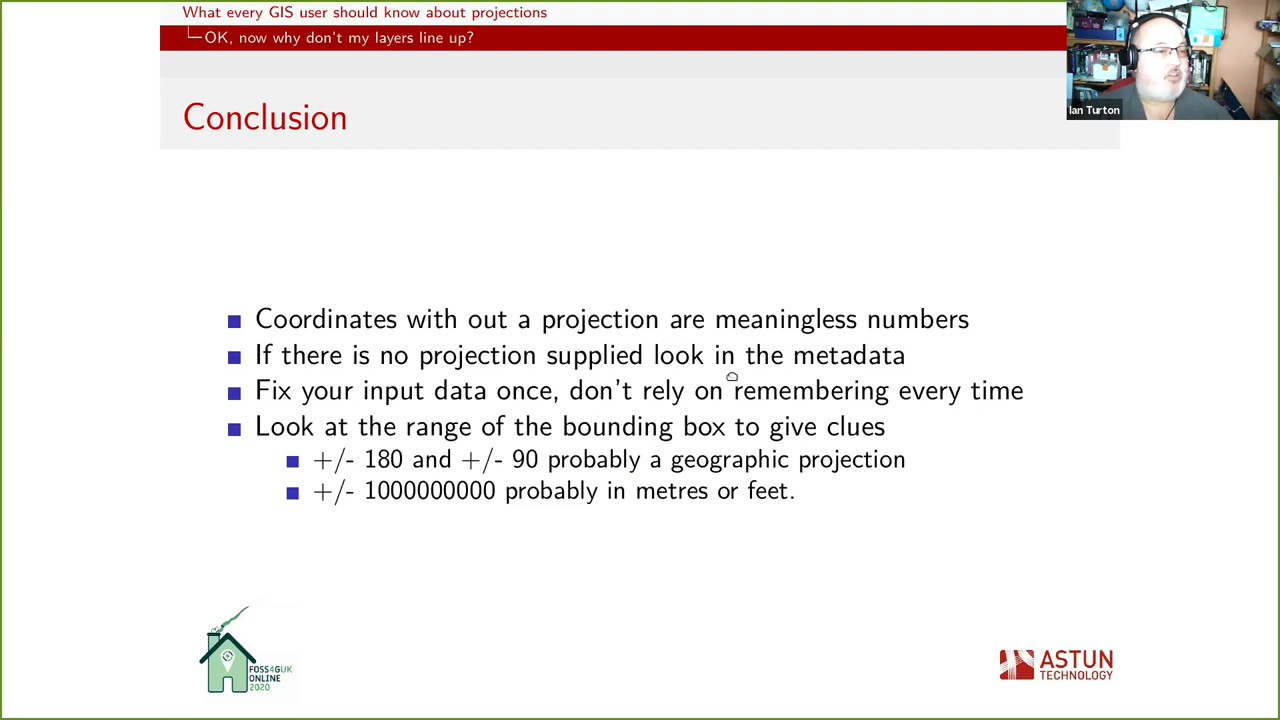 What every GIS user should know about projections
OK, now why don't my layers line up?
Ian Turton
Conclusion
Coordinates with out a projection are meaningless numbers
If there is no projection supplied look in the metadata
Fix your input data once, don't rely on remembering every time
Look at the range of the bounding box to give clues
+/- 180 and +/- 90 probably a geographic projection
+/- 1000000000 probably in metres or feet.
FOSS4GUK
ONLINE
2020
ASTUN
TECHNOLOGY